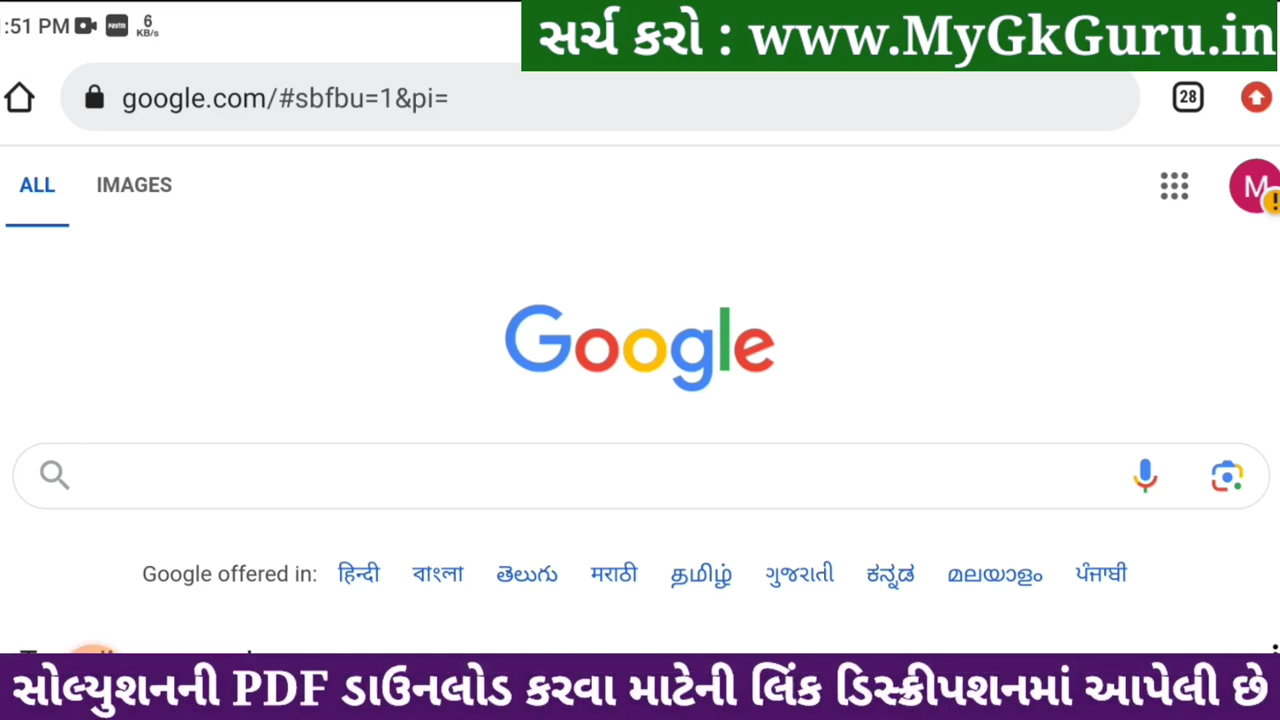 :51 PM 6 KB/s
Paytm
સર્ચ કરો : www.MyGkGuru.in
google.com/#sbfbu=1&pi=
28
ALL IMAGES
M
Google
Google offered in: हिन्दी বাংলা తెలుగు मराठी தமிழ் ગુજરાતી ಕನ್ನಡ മലയാളം ਪੰਜਾਬੀ
સોલ્યુશનની PDF ડાઉનલોડ કરવા માટેની લિંક ડિસ્ક્રીપશનમાં આપેલી છે